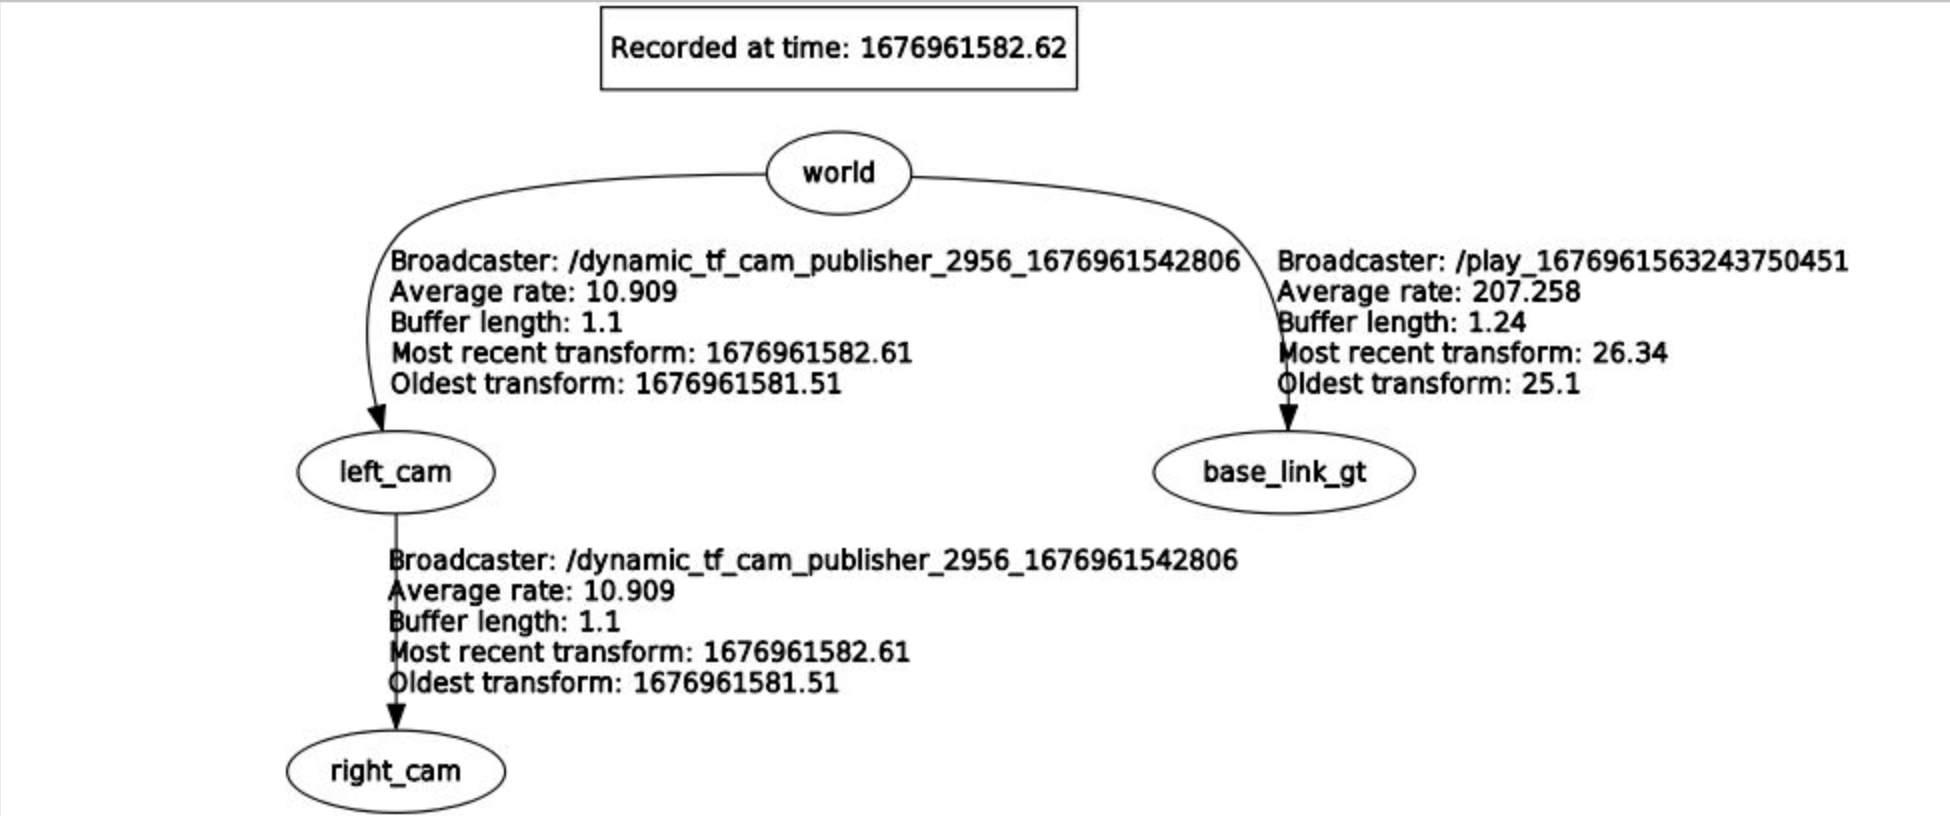 Recorded at time: 1676961582.62
world
Broadcaster: /dynamic_tf_cam_publisher_2956_1676961542806
Average rate: 10.909
Buffer length: 1.1
Most recent transform: 1676961582.61
Oldest transform: 1676961581.51
Broadcaster: /play_1676961563243750451
Average rate: 207.258
Buffer length: 1.24
Most recent transform: 26.34
Oldest transform: 25.1
left_cam
base_link_gt
Broadcaster: /dynamic_tf_cam_publisher_2956_1676961542806
Average rate: 10.909
Buffer length: 1.1
Most recent transform: 1676961582.61
Oldest transform: 1676961581.51
right_cam